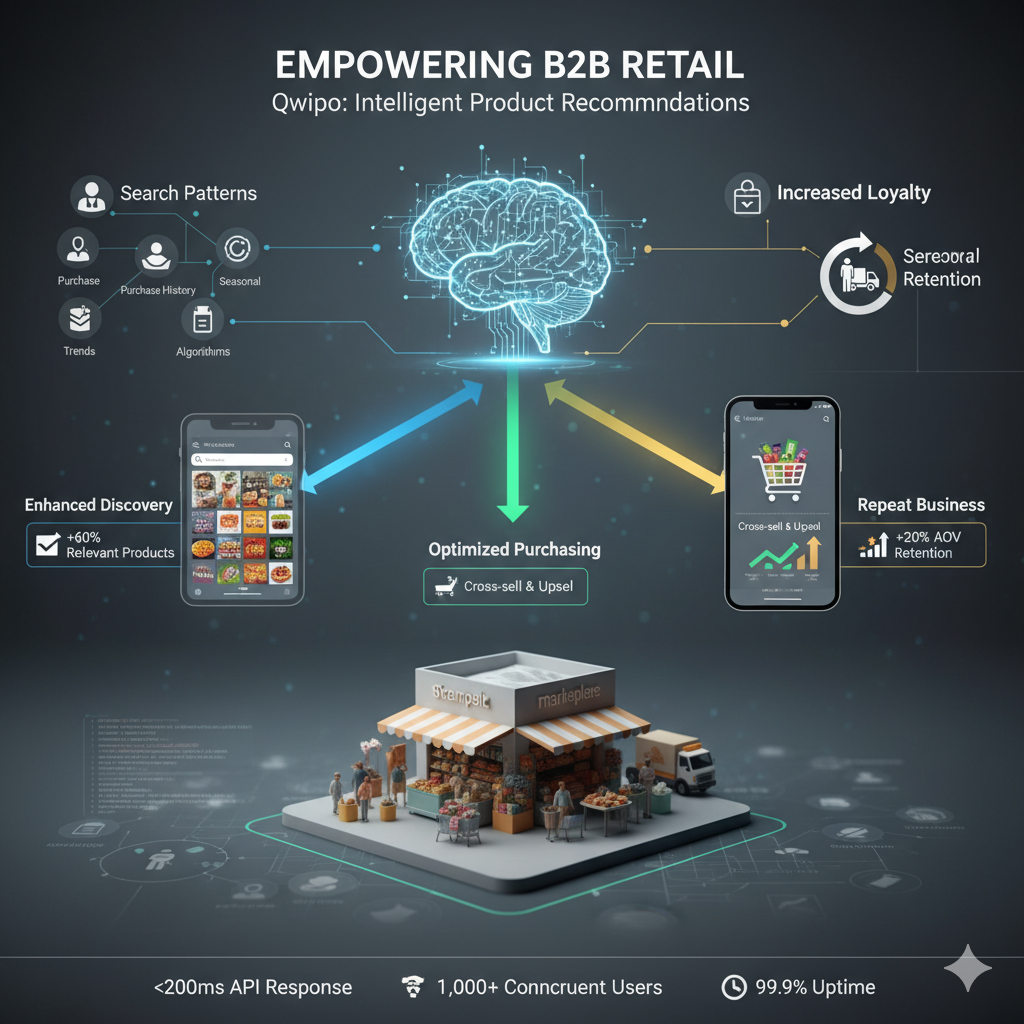 EMPOWERING B2B RETAIL
Qwipo: Intelligent Product Recommndations
Search Patterns
Purchase
Purchase History
Seasonal
Trends
Algorithms
Increased Loyalty
Sereooral
Retention
Enhanced Discovery
+60%
Relevant Products
Optimized Purchasing
Cross-sell & Upsel
Cross-sell & Upeal
Repeat Business
+20% AOV
Retention
<200ms API Response
1,000+ Conncruent Users
99.9% Uptime